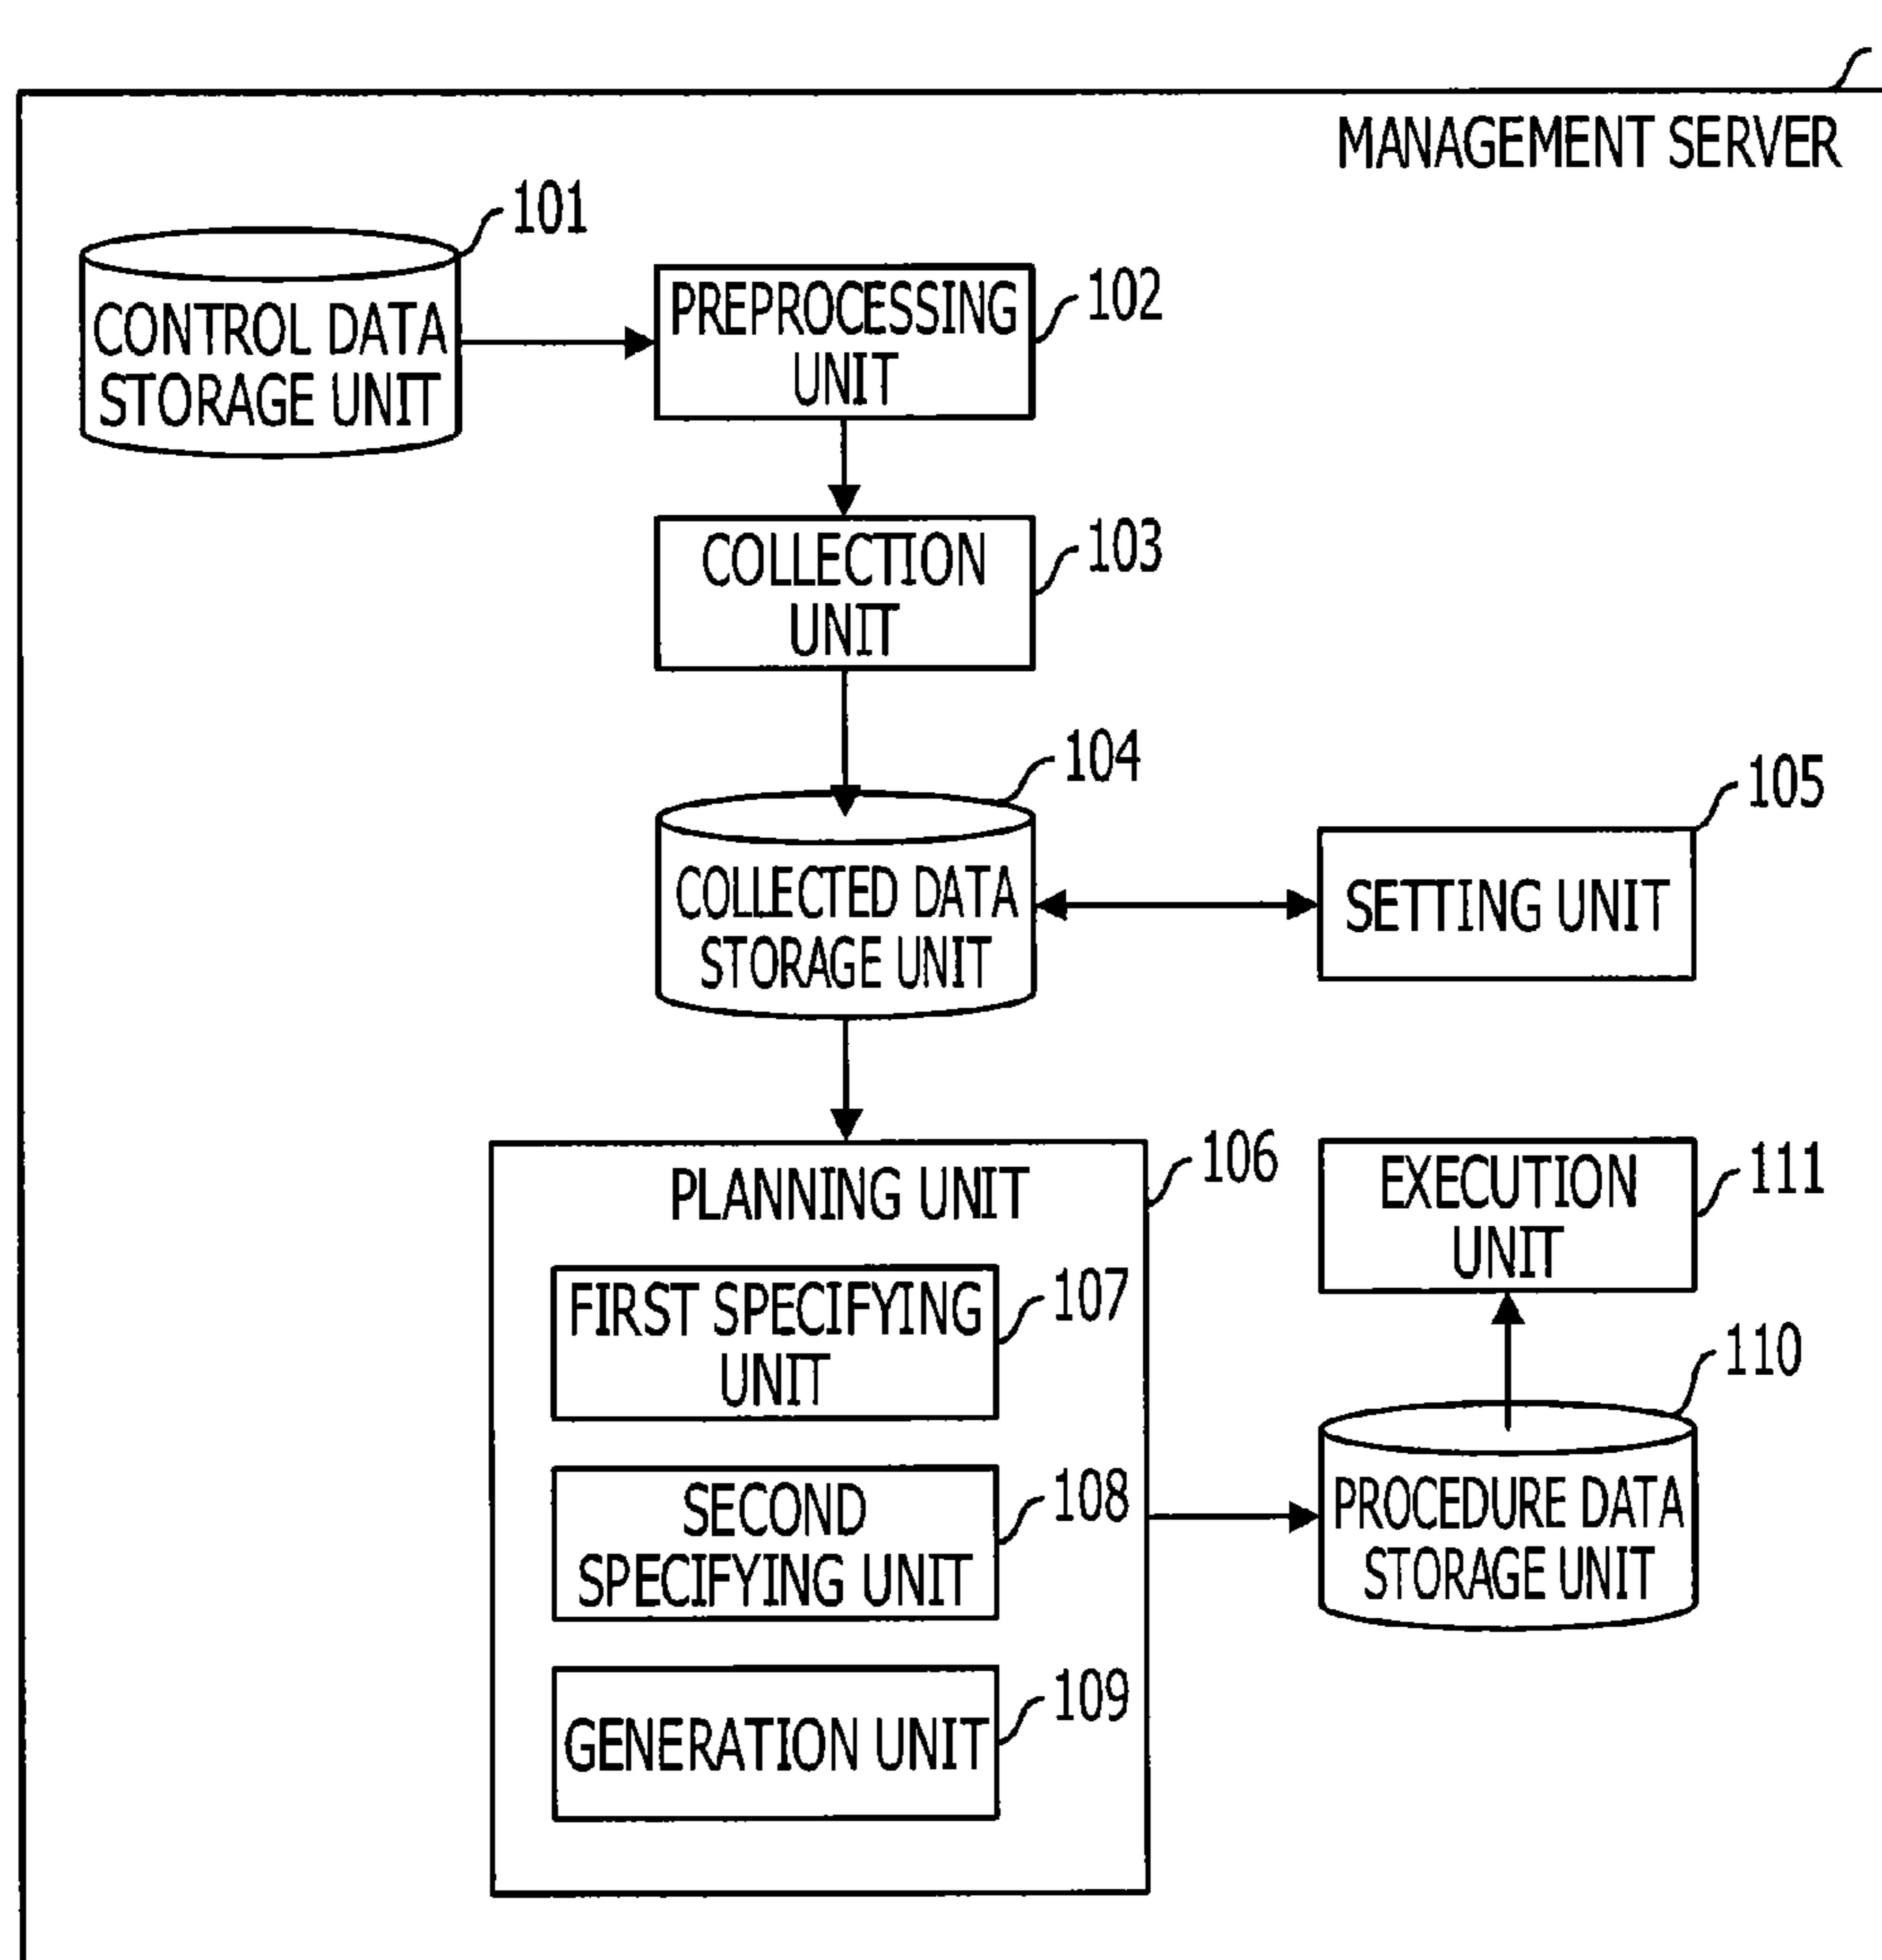 MANAGEMENT SERVER
101
CONTROL DATA
STORAGE UNIT
102
PREPROCESSING
UNIT
103
COLLECTION
UNIT
104
COLLECTED DATA
STORAGE UNIT
105
SETTING UNIT
106
PLANNING UNIT
107
FIRST SPECIFYING
UNIT
108
SECOND
SPECIFYING UNIT
109
GENERATION UNIT
111
EXECUTION
UNIT
110
PROCEDURE DATA
STORAGE UNIT